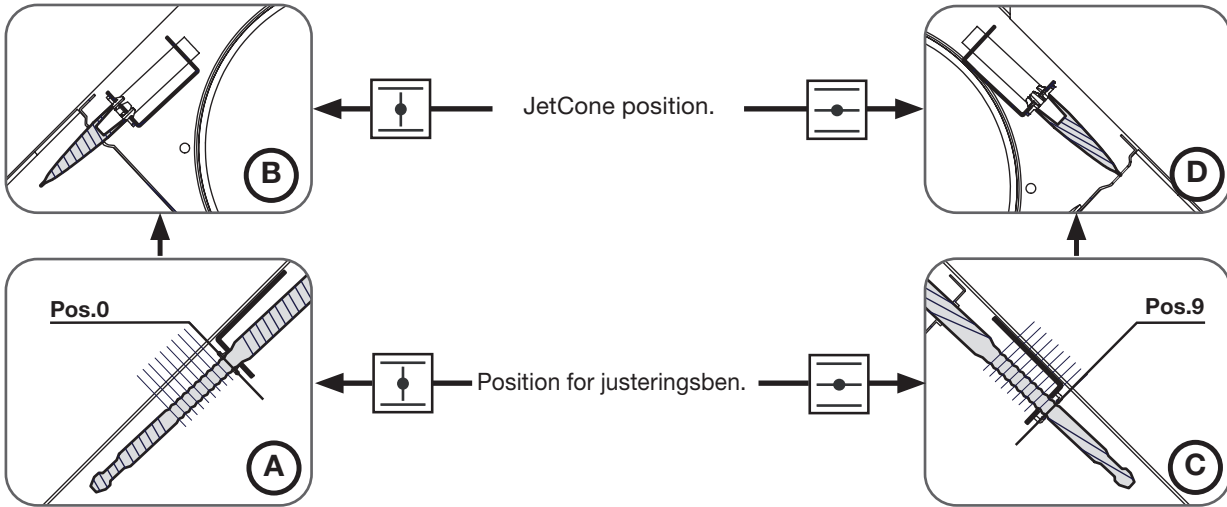 B
JetCone position.
D
Pos.0
Pos.9
Position for justeringsben.
A
C